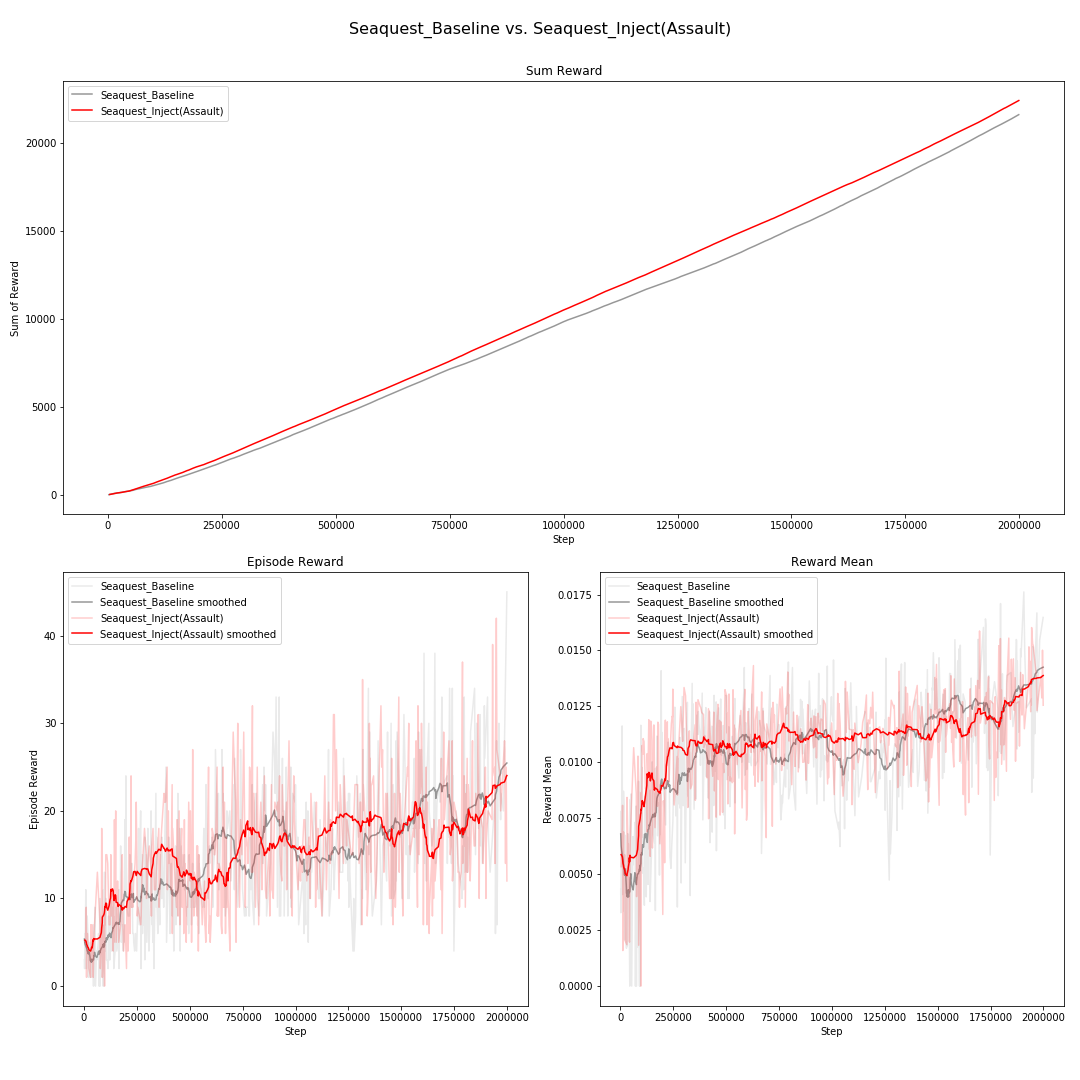 Seaquest_Baseline vs. Seaquest_Inject(Assault)
Sum Reward
Seaquest_Baseline
Seaquest_Inject(Assault)
Sum of Reward
20000
15000
10000
5000
0
0 250000 500000 750000 1000000 1250000 1500000 1750000 2000000
Step
Episode Reward
Seaquest_Baseline
Seaquest_Baseline smoothed
Seaquest_Inject(Assault)
Seaquest_Inject(Assault) smoothed
Episode Reward
40
30
20
10
0
0 250000 500000 750000 1000000 1250000 1500000 1750000 2000000
Step
Reward Mean
Seaquest_Baseline
Seaquest_Baseline smoothed
Seaquest_Inject(Assault)
Seaquest_Inject(Assault) smoothed
Reward Mean
0.0175
0.0150
0.0125
0.0100
0.0075
0.0050
0.0025
0.0000
0 250000 500000 750000 1000000 1250000 1500000 1750000 2000000
Step